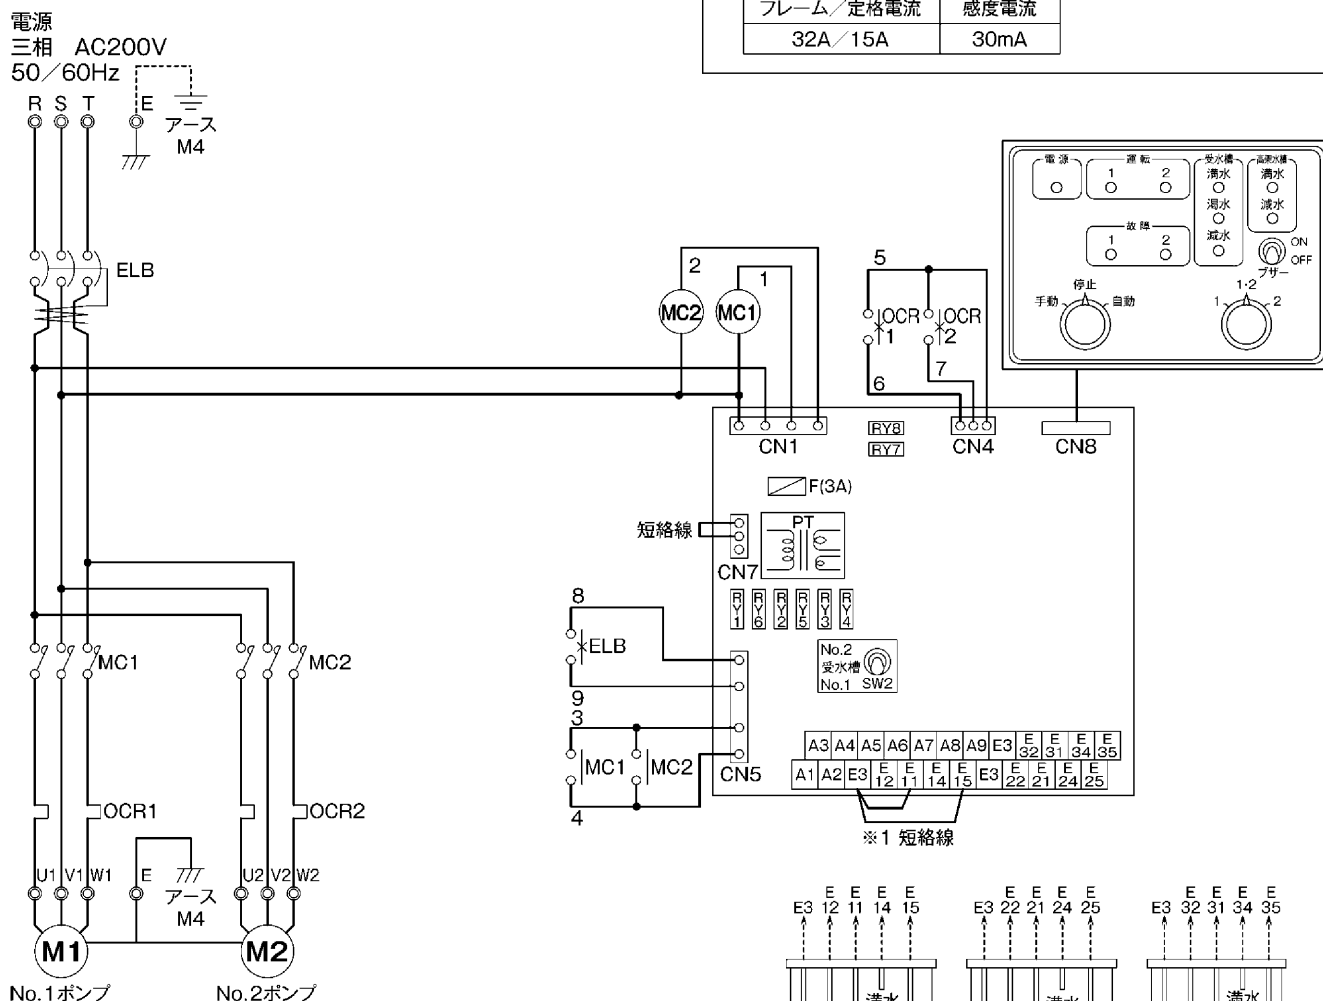 フレーム／定格電流 感度電流
32A／15A 30mA
電源
三相 AC200V
50／60Hz
R S T E
アース
M4
ELB
電源 運転 受水槽 高架水槽
1 2 満水 満水
渇水 減水
故障
1 2 減水
ON
OFF
ブザー
停止
手動 自動
1・2
1 2
2
1
MC2 MC1
5
OCR
1
OCR
2
6
7
CN1
RY8
RY7
CN4
CN8
F(3A)
短絡線
PT
CN7
RY1 RY6 RY2 RY5 RY3 RY4
8
ELB
9
3
MC1 MC2
4
CN5
No.2
受水槽
No.1 SW2
A3 A4 A5 A6 A7 A8 A9 E3 E32 E31 E34 E35
A1 A2 E3 E12 E11 E14 E15 E3 E22 E21 E24 E25
※1 短絡線
MC1 MC2
OCR1 OCR2
U1 V1 W1 E U2 V2 W2
アース
M4
M1 M2
No.1ポンプ No.2ポンプ
E3 E12 E11 E14 E15
E3 E22 E21 E24 E25
E3 E32 E31 E34 E35
満水 満水 満水